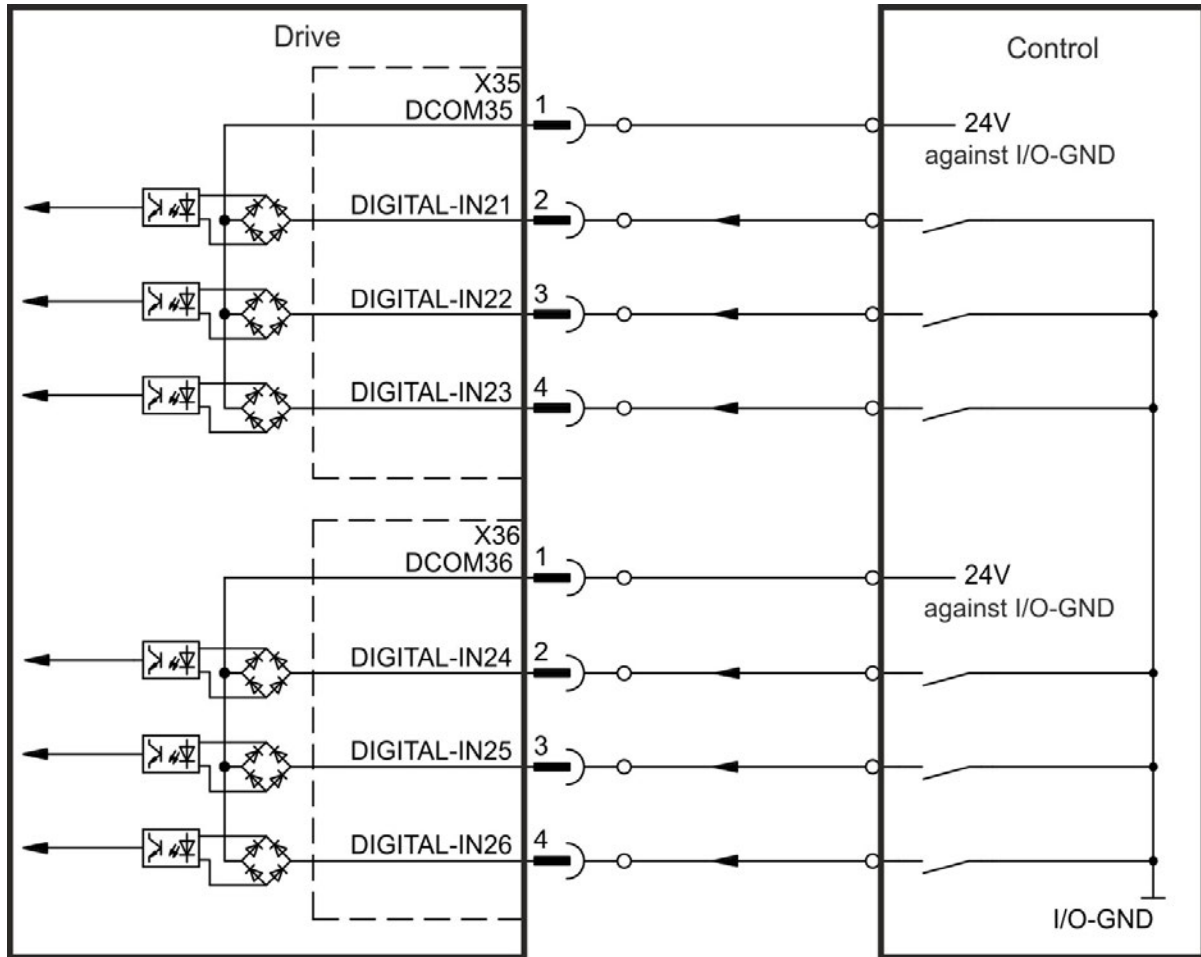 Drive
Control
X35
DCOM35
1
24V
against I/O-GND
DIGITAL-IN21
2
DIGITAL-IN22
3
DIGITAL-IN23
4
X36
DCOM36
1
24V
against I/O-GND
DIGITAL-IN24
2
DIGITAL-IN25
3
DIGITAL-IN26
4
I/O-GND